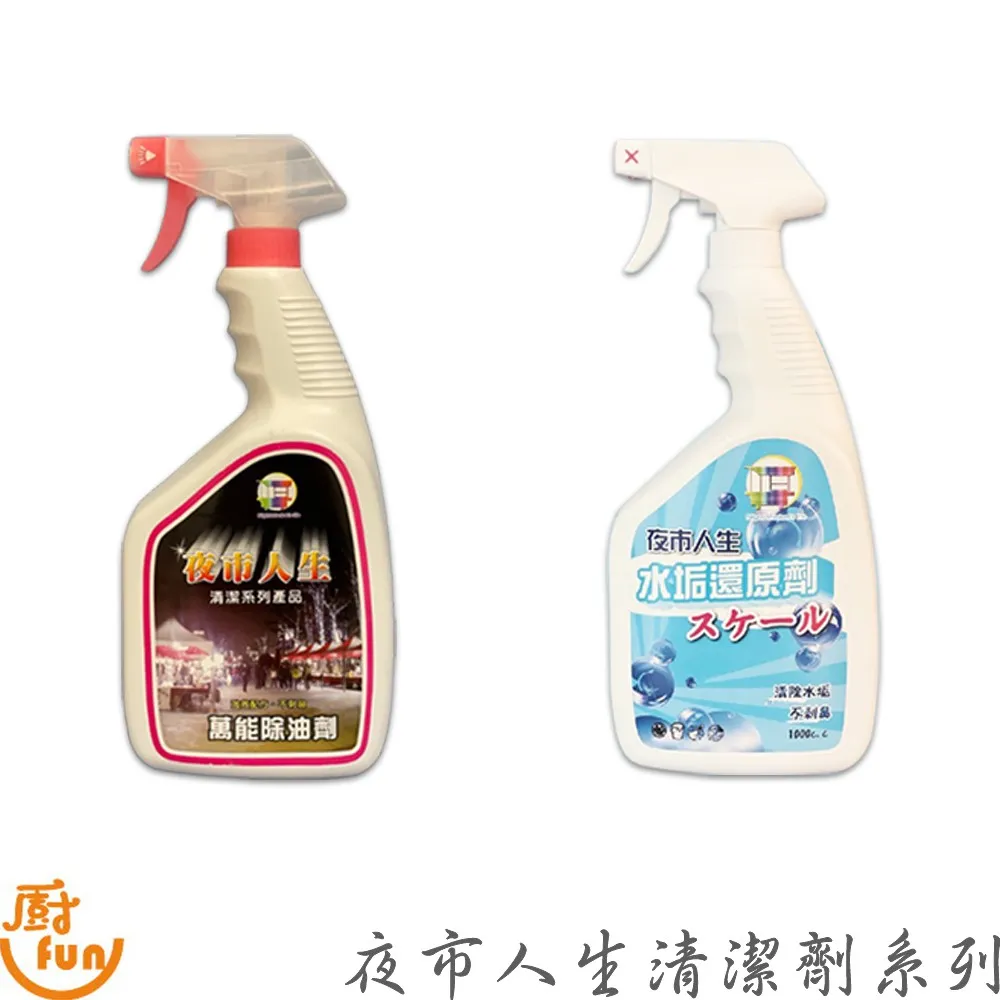 夜市人生
清潔系列產品
萬能除油劑
夜市人生
水垢還原劑
スケール
清除水垢
不刺鼻
1000c.c.
廚
fun
夜市人生清潔劑系列